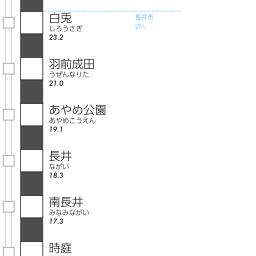 白兎
しろうさぎ
23.2
長井市
羽前成田
うぜんなりた
21.0
あやめ公園
あやめこうえん
19.1
長井
ながい
18.3
南長井
みなみながい
17.3
時庭